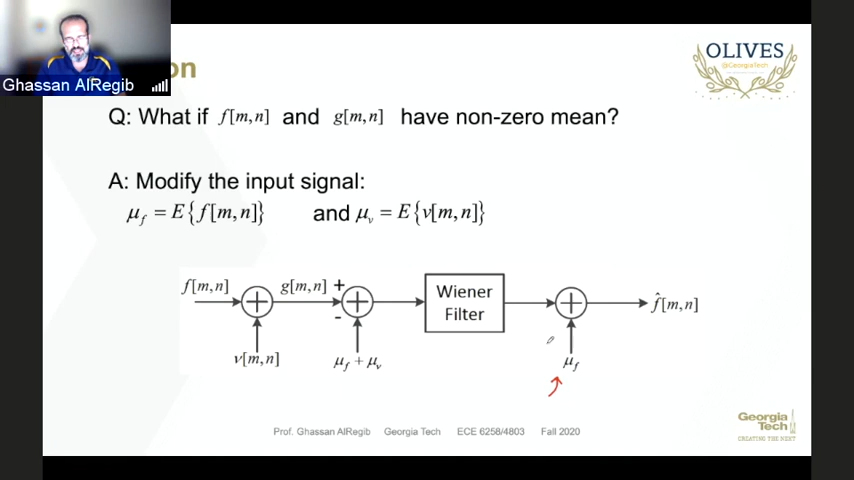 Ghassan AlRegib
on
OLIVES
@GeorgiaTech
Q: What if f[m,n] and g[m,n] have non-zero mean?
A: Modify the input signal:
μ_f = E{f[m,n]} and μ_v = E{v[m,n]}
f[m,n] g[m,n] + Wiener Filter f̂[m,n]
-
v[m,n] μ_f + μ_v μ_f
Prof. Ghassan AlRegib Georgia Tech ECE 6258/4803 Fall 2020
Georgia
Tech
CREATING THE NEXT